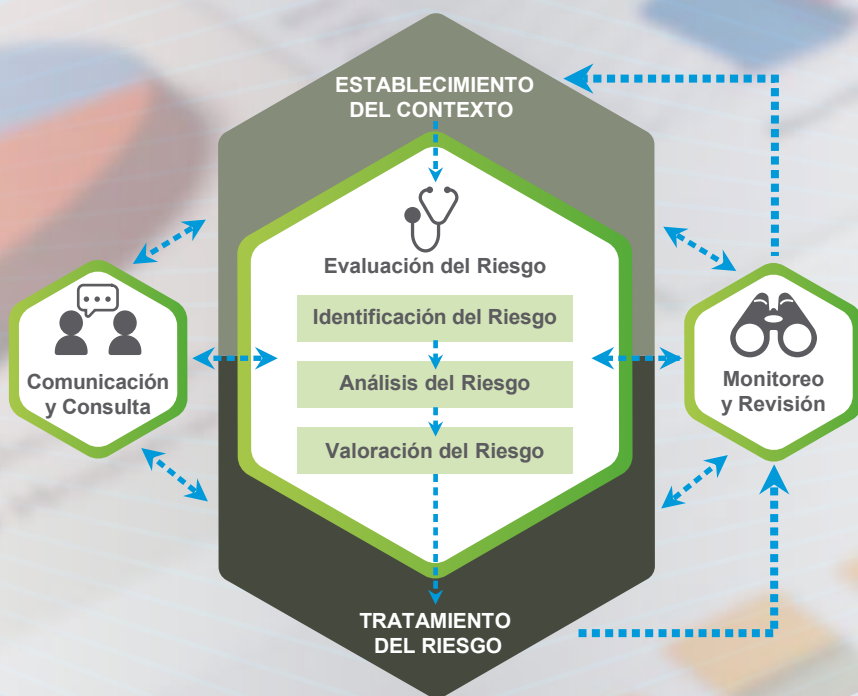 ESTABLECIMIENTO
DEL CONTEXTO
Evaluación del Riesgo
Identificación del Riesgo
Análisis del Riesgo
Valoración del Riesgo
Comunicación
y Consulta
Monitoreo
y Revisión
TRATAMIENTO
DEL RIESGO